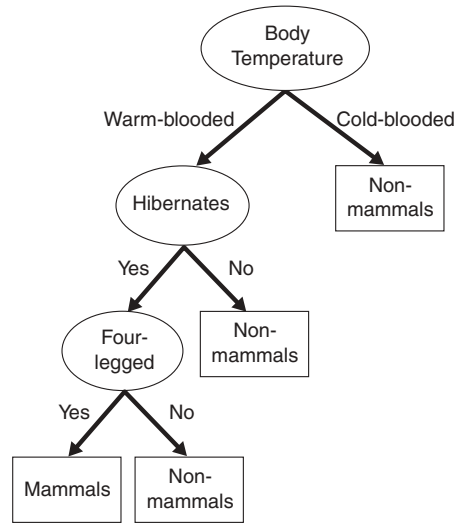 Body
Temperature
Warm-blooded
Cold-blooded
Hibernates
Non-
mammals
Yes
No
Four-
legged
Non-
mammals
Yes
No
Mammals
Non-
mammals